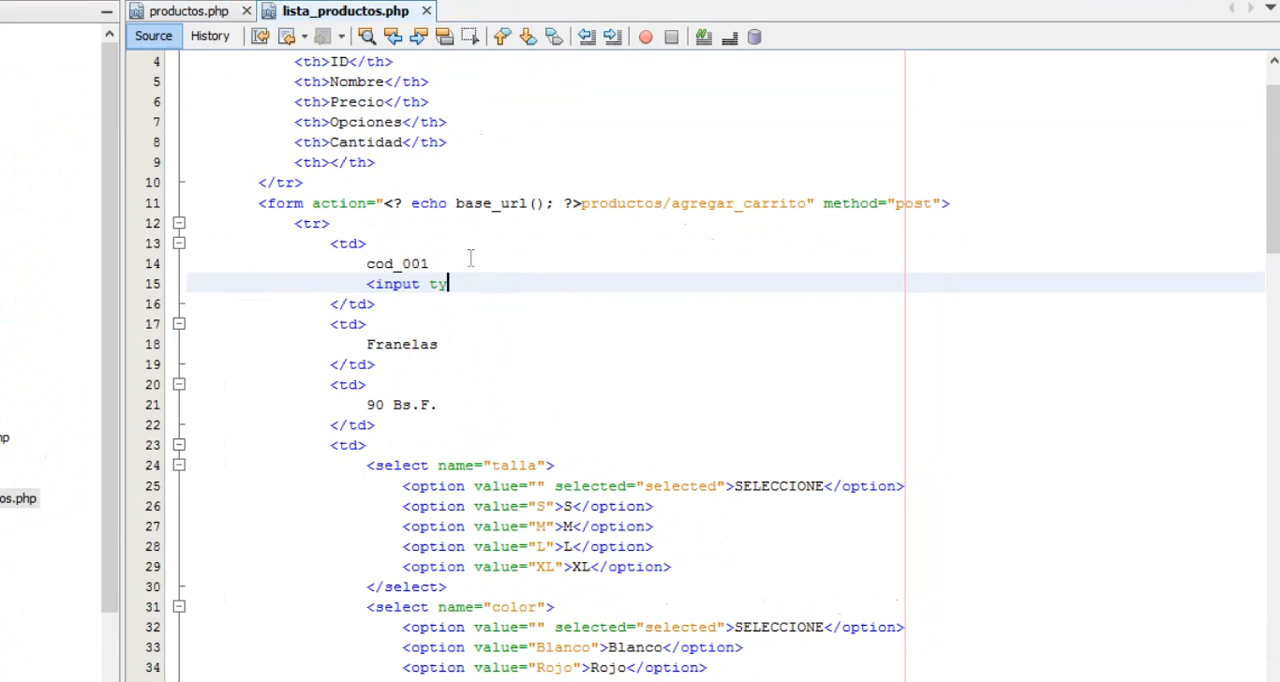 productos.php
lista_productos.php
Source History
4 <th>ID</th>
5 <th>Nombre</th>
6 <th>Precio</th>
7 <th>Opciones</th>
8 <th>Cantidad</th>
9 <th></th>
10 </tr>
11 <form action="<? echo base_url(); ?>productos/agregar_carrito" method="post">
12 <tr>
13 <td>
14 cod_001
15 <input ty
16 </td>
17 <td>
18 Franelas
19 </td>
20 <td>
21 90 Bs.F.
22 </td>
23 <td>
24 <select name="talla">
25 <option value="" selected="selected">SELECCIONE</option>
26 <option value="S">S</option>
27 <option value="M">M</option>
28 <option value="L">L</option>
29 <option value="XL">XL</option>
30 </select>
31 <select name="color">
32 <option value="" selected="selected">SELECCIONE</option>
33 <option value="Blanco">Blanco</option>
34 <option value="Rojo">Rojo</option>
hp
os.php